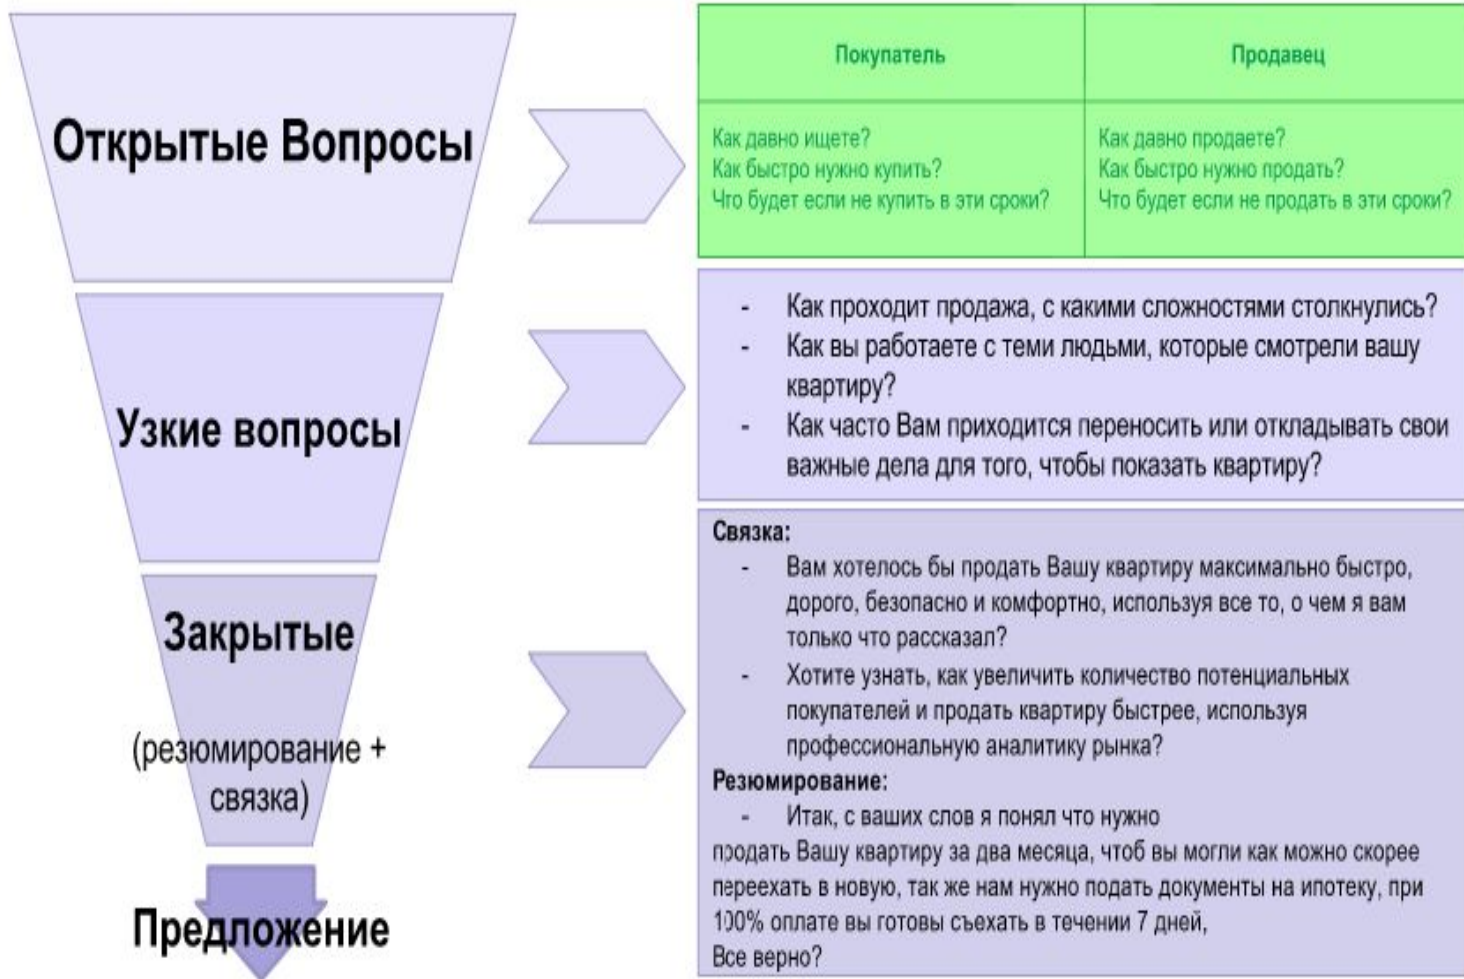 Открытые Вопросы
Покупатель
Продавец
Как давно ищете?
Как быстро нужно купить?
Что будет если не купить в эти сроки?
Как давно продаете?
Как быстро нужно продать?
Что будет если не продать в эти сроки?
Узкие вопросы
- Как проходит продажа, с какими сложностями столкнулись?
- Как вы работаете с теми людьми, которые смотрели вашу
квартиру?
- Как часто Вам приходится переносить или откладывать свои
важные дела для того, чтобы показать квартиру?
Закрытые
(резюмирование +
связка)
Связка:
- Вам хотелось бы продать Вашу квартиру максимально быстро,
дорого, безопасно и комфортно, используя все то, о чем я вам
только что рассказал?
- Хотите узнать, как увеличить количество потенциальных
покупателей и продать квартиру быстрее, используя
профессиональную аналитику рынка?
Резюмирование:
- Итак, с ваших слов я понял что нужно
продать Вашу квартиру за два месяца, чтоб вы могли как можно скорее
переехать в новую, так же нам нужно подать документы на ипотеку, при
100% оплате вы готовы съехать в течении 7 дней,
Все верно?
Предложение